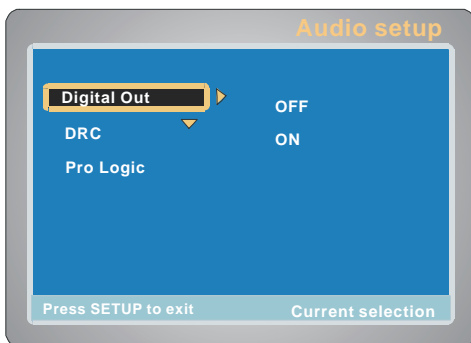 Audio setup
Digital Out
OFF
DRC
ON
Pro Logic
Press SETUP to exit
Current selection